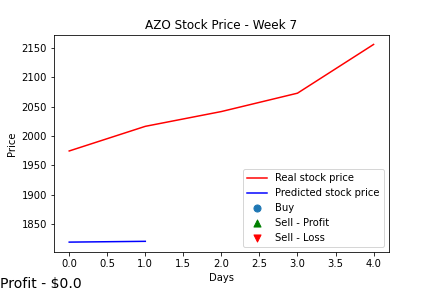 AZO Stock Price - Week 7
Price
2150
2100
2050
2000
1950
1900
1850
Real stock price
Predicted stock price
Buy
Sell - Profit
Sell - Loss
0.0 0.5 1.0 1.5 2.0 2.5 3.0 3.5 4.0
Days
Profit - $0.0